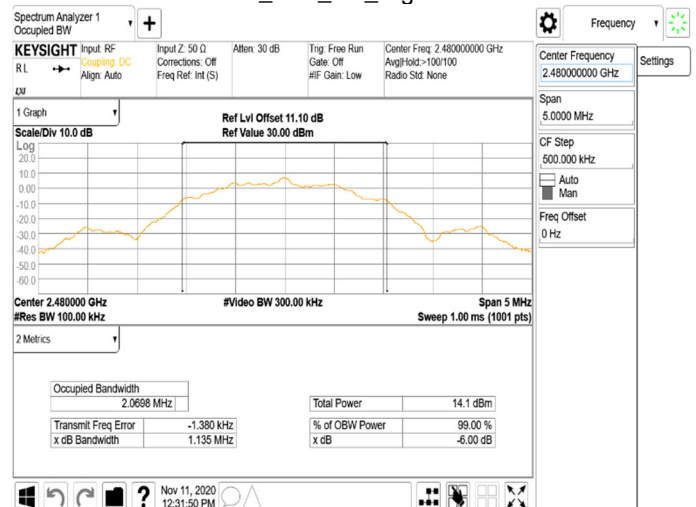 Spectrum Analyzer 1
Occupied BW
+
Frequency
KEYSIGHT
RL
Input: RF
Coupling: DC
Align: Auto
Input Z: 50 Ω
Corrections: Off
Freq Ref: Int (S)
Atten: 30 dB
Trig: Free Run
Gate: Off
#IF Gain: Low
Center Freq: 2.480000000 GHz
Avg|Hold:>100/100
Radio Std: None
1 Graph
Scale/Div 10.0 dB
Ref Lvl Offset 11.10 dB
Ref Value 30.00 dBm
Log
20.0
10.0
0.00
-10.0
-20.0
-30.0
-40.0
-50.0
-60.0
Center 2.480000 GHz
#Res BW 100.00 kHz
#Video BW 300.00 kHz
Span 5 MHz
Sweep 1.00 ms (1001 pts)
2 Metrics
Occupied Bandwidth
2.0698 MHz
Transmit Freq Error -1.380 kHz
x dB Bandwidth 1.135 MHz
Total Power 14.1 dBm
% of OBW Power 99.00 %
x dB -6.00 dB
?
Nov 11, 2020
12:31:50 PM
Center Frequency
2.480000000 GHz
Span
5.0000 MHz
CF Step
500.000 kHz
Auto
Man
Freq Offset
0 Hz
Settings